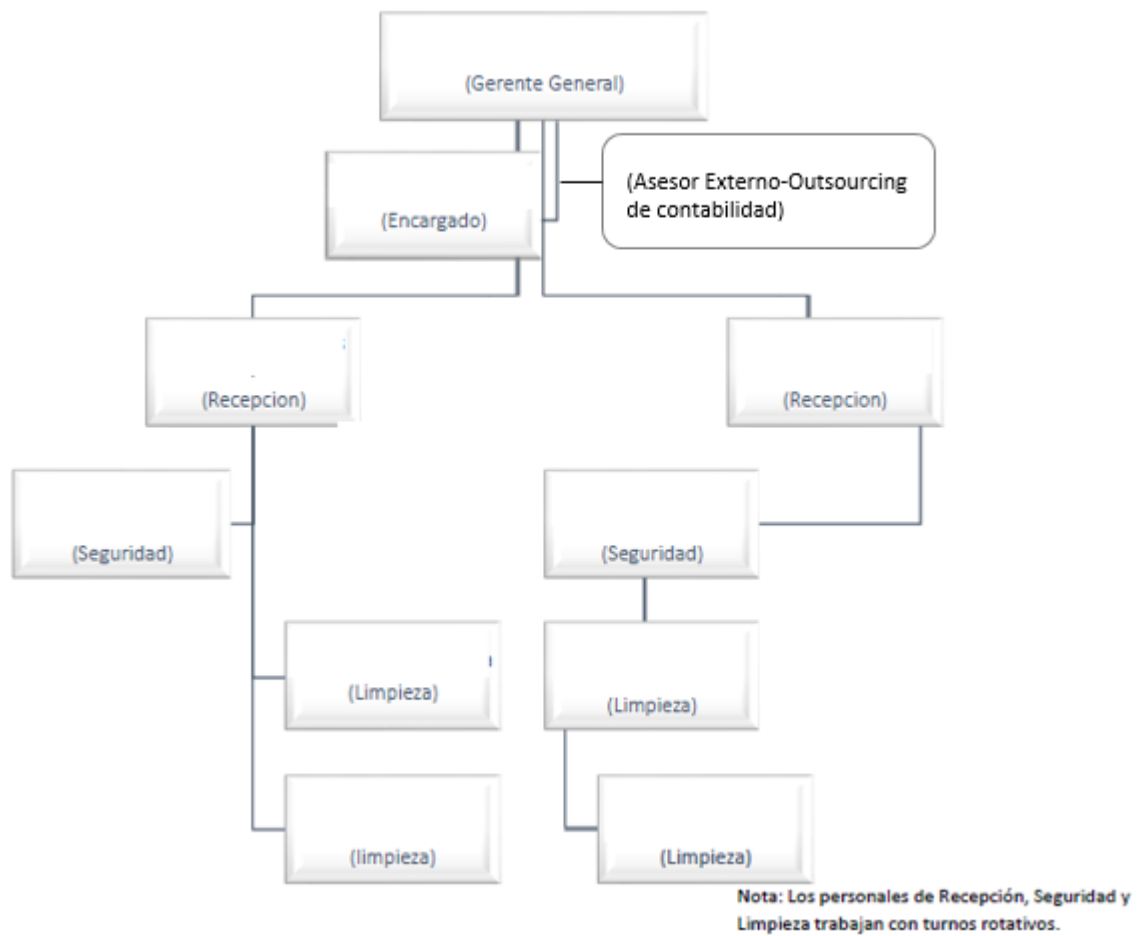 (Gerente General)
(Asesor Externo-Outsourcing
de contabilidad)
(Encargado)
(Recepcion)
(Recepcion)
(Seguridad)
(Seguridad)
(Limpieza)
(Limpieza)
(limpieza)
(Limpieza)
Nota: Los personales de Recepción, Seguridad y
Limpieza trabajan con turnos rotativos.